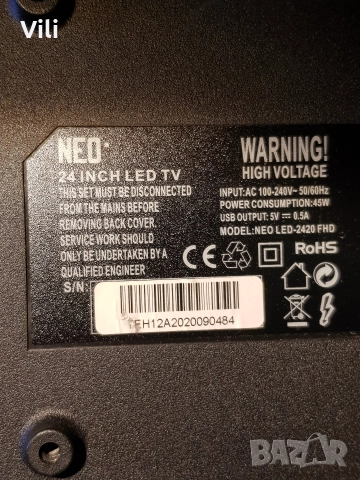 Vili
NEO
24 INCH LED TV
THIS SET MUST BE DISCONNECTED
FROM THE MAINS BEFORE
REMOVING BACK COVER.
SERVICE WORK SHOULD
ONLY BE UNDERTAKEN BY A
QUALIFIED ENGINEER
S/N:
WARNING!
HIGH VOLTAGE
INPUT:AC 100-240V~ 50/60Hz
POWER CONSUMPTION:45W
USB OUTPUT: 5V ⎓ 0.5A
MODEL:NEO LED-2420 FHD
CE
RoHS
EH12A2020090484
BAZAR